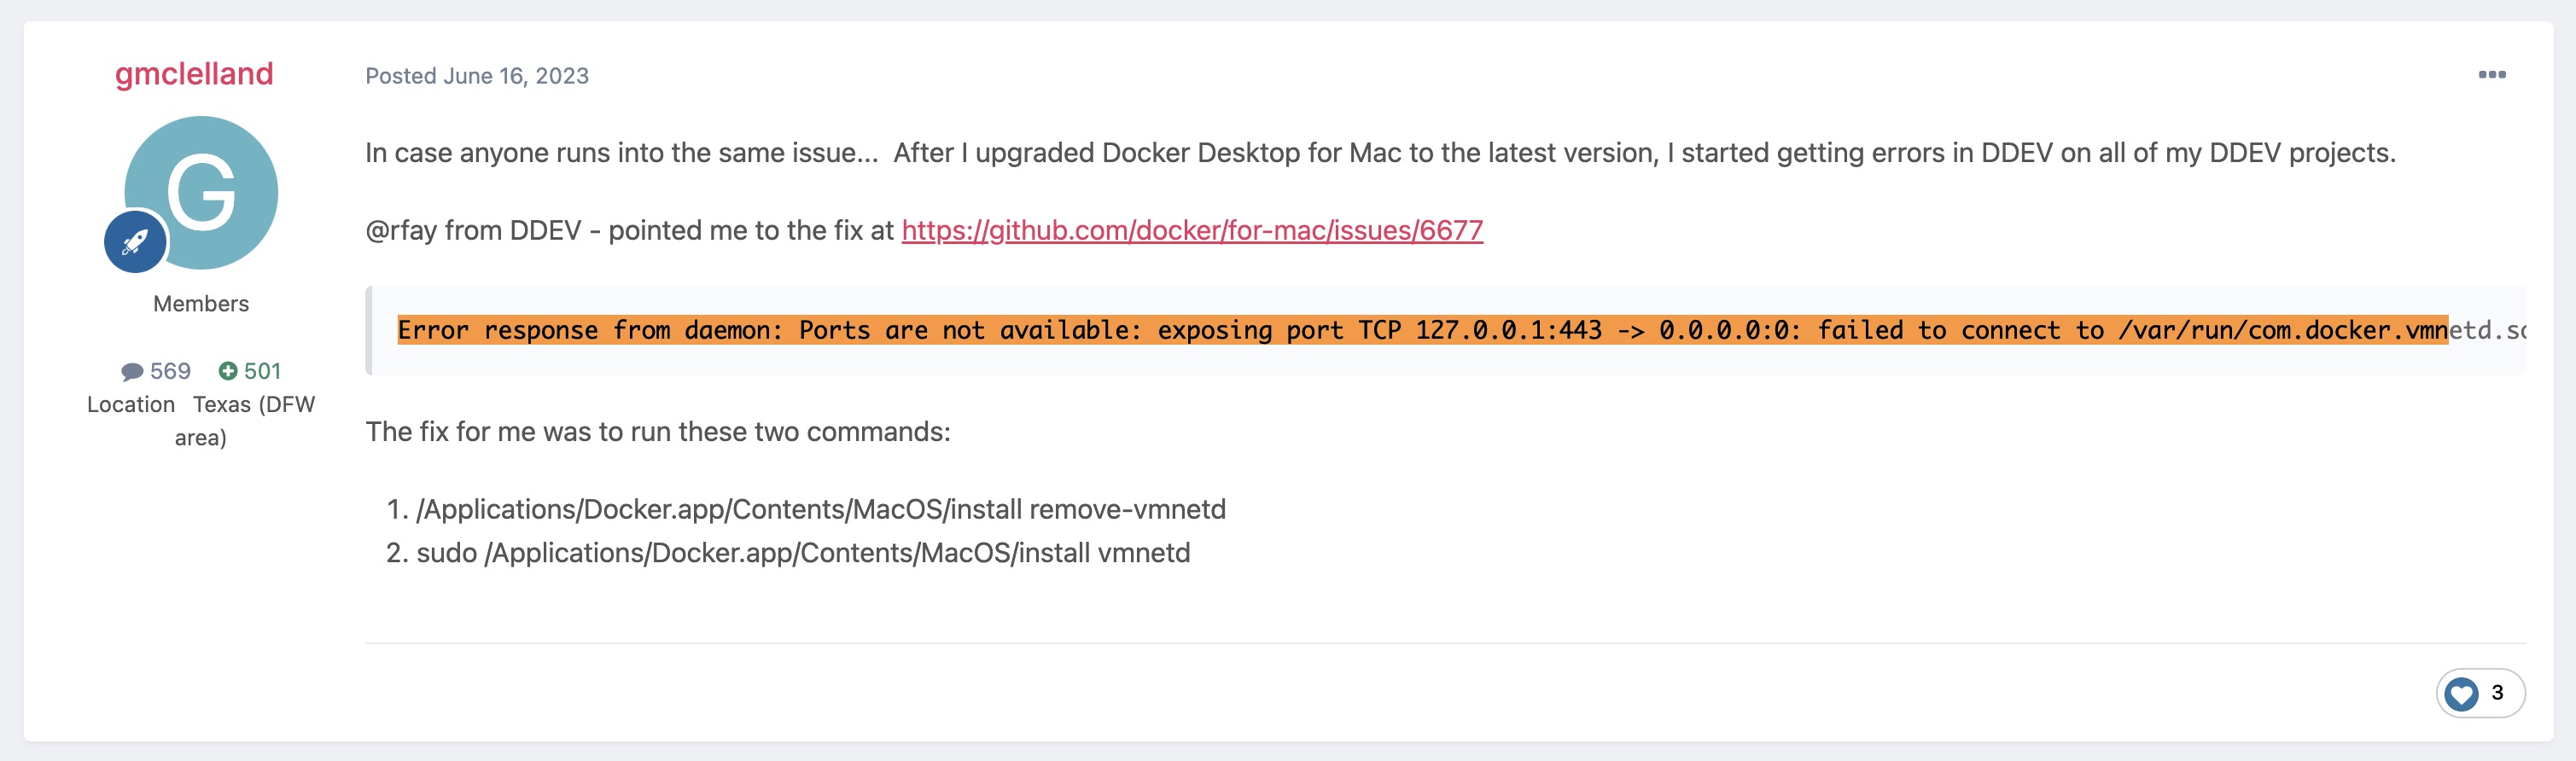 gmclelland
Posted June 16, 2023
In case anyone runs into the same issue... After I upgraded Docker Desktop for Mac to the latest version, I started getting errors in DDEV on all of my DDEV projects.
G
@rfay from DDEV - pointed me to the fix at https://github.com/docker/for-mac/issues/6677
Members
Error response from daemon: Ports are not available: exposing port TCP 127.0.0.1:443 -> 0.0.0.0:0: failed to connect to /var/run/com.docker.vmnetd.so
569 501
Location Texas (DFW
area)
The fix for me was to run these two commands:
1. /Applications/Docker.app/Contents/MacOS/install remove-vmnetd
2. sudo /Applications/Docker.app/Contents/MacOS/install vmnetd
3